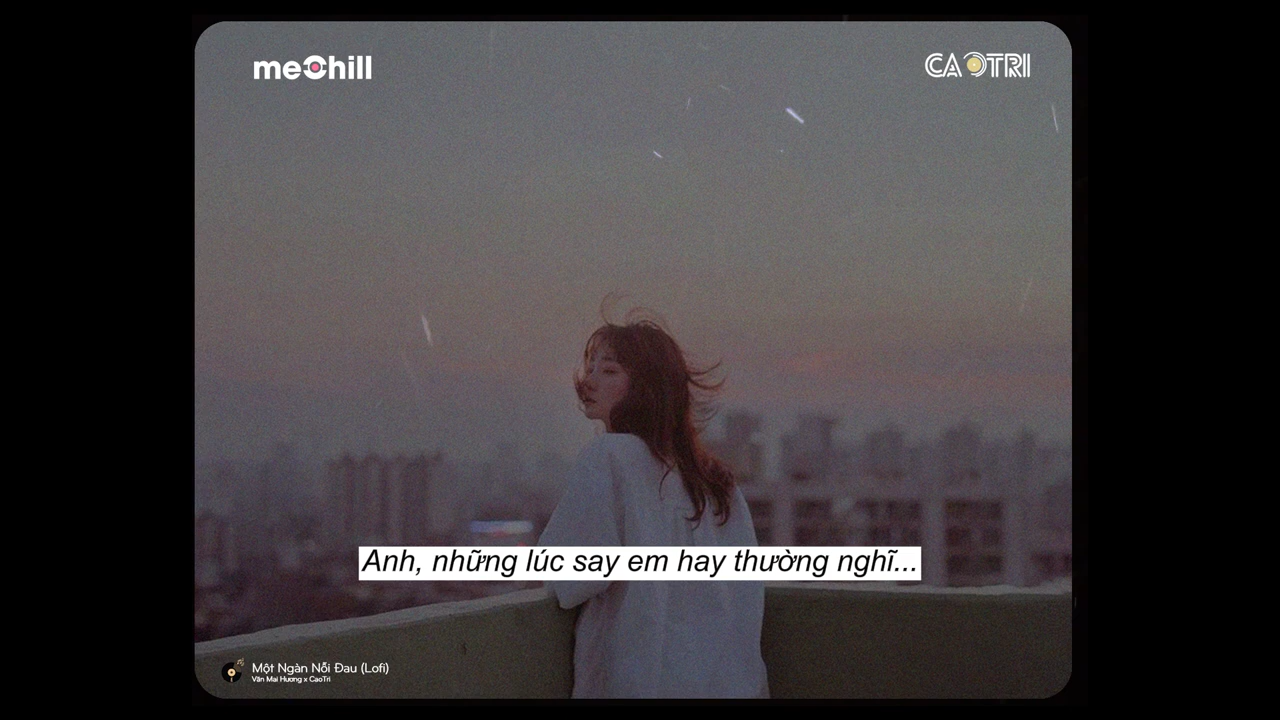 meChill
CAOTRI
Anh, những lúc say em hay thường nghĩ...
Một Ngàn Nỗi Đau (Lofi)
Văn Mai Hương x CaoTri